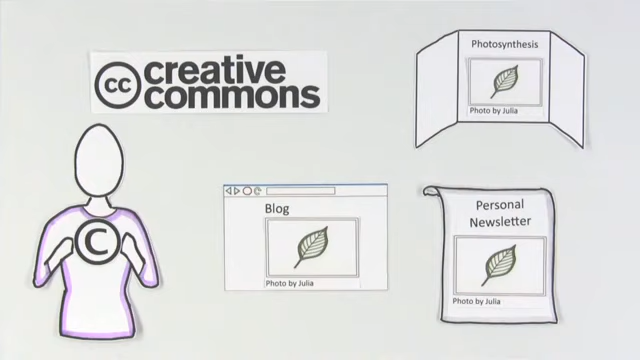 cc creative
commons
Photosynthesis
Photo by Julia
C
Blog
Photo by Julia
Personal
Newsletter
Photo by Julia